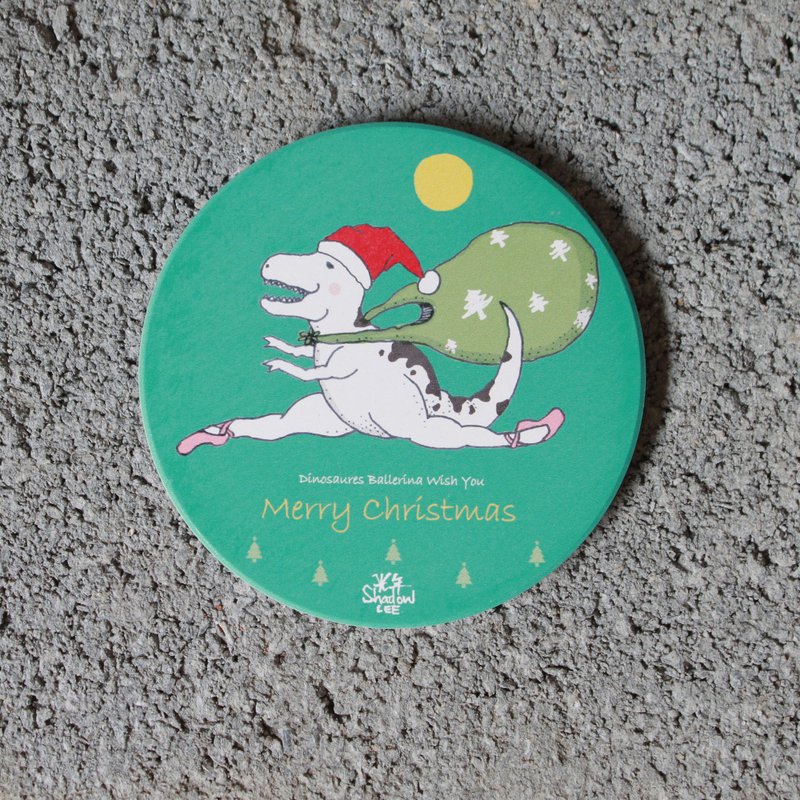 Dinosaures Ballerina Wish You
Merry Christmas
Shadow
LEE